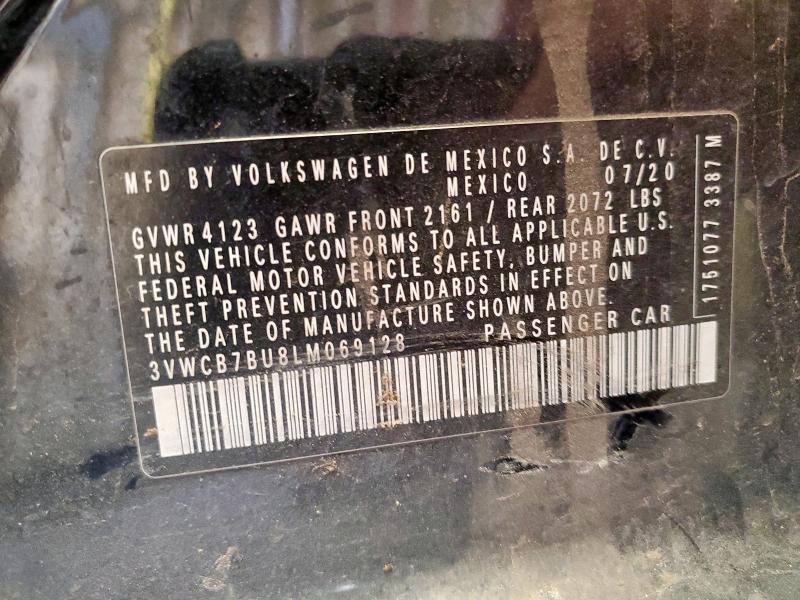 MFD BY VOLKSWAGEN DE MEXICO S.A. DE C.V.
MEXICO 07/20
GVWR 4123 GAWR FRONT 2161 / REAR 2072 LBS
THIS VEHICLE CONFORMS TO ALL APPLICABLE U.S.
FEDERAL MOTOR VEHICLE SAFETY, BUMPER AND
THEFT PREVENTION STANDARDS IN EFFECT ON
THE DATE OF MANUFACTURE SHOWN ABOVE.
3VWCB7BU8LM069128 PASSENGER CAR
1751077 3387 M